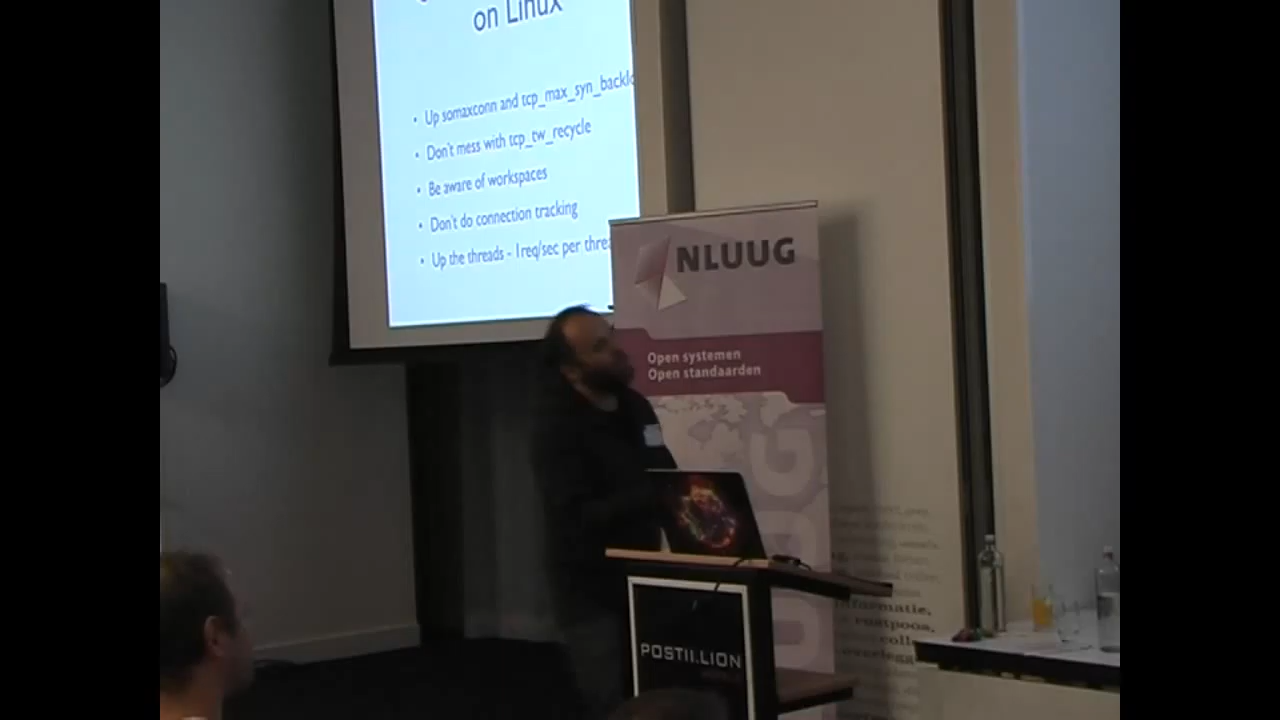 on Linux
• Up somaxconn and tcp_max_syn_backlo
• Don't mess with tcp_tw_recycle
• Be aware of workspaces
• Don't do connection tracking
• Up the threads - 1req/sec per threa
NLUUG
Open systemen
Open standaarden
POSTILLION
informatie,